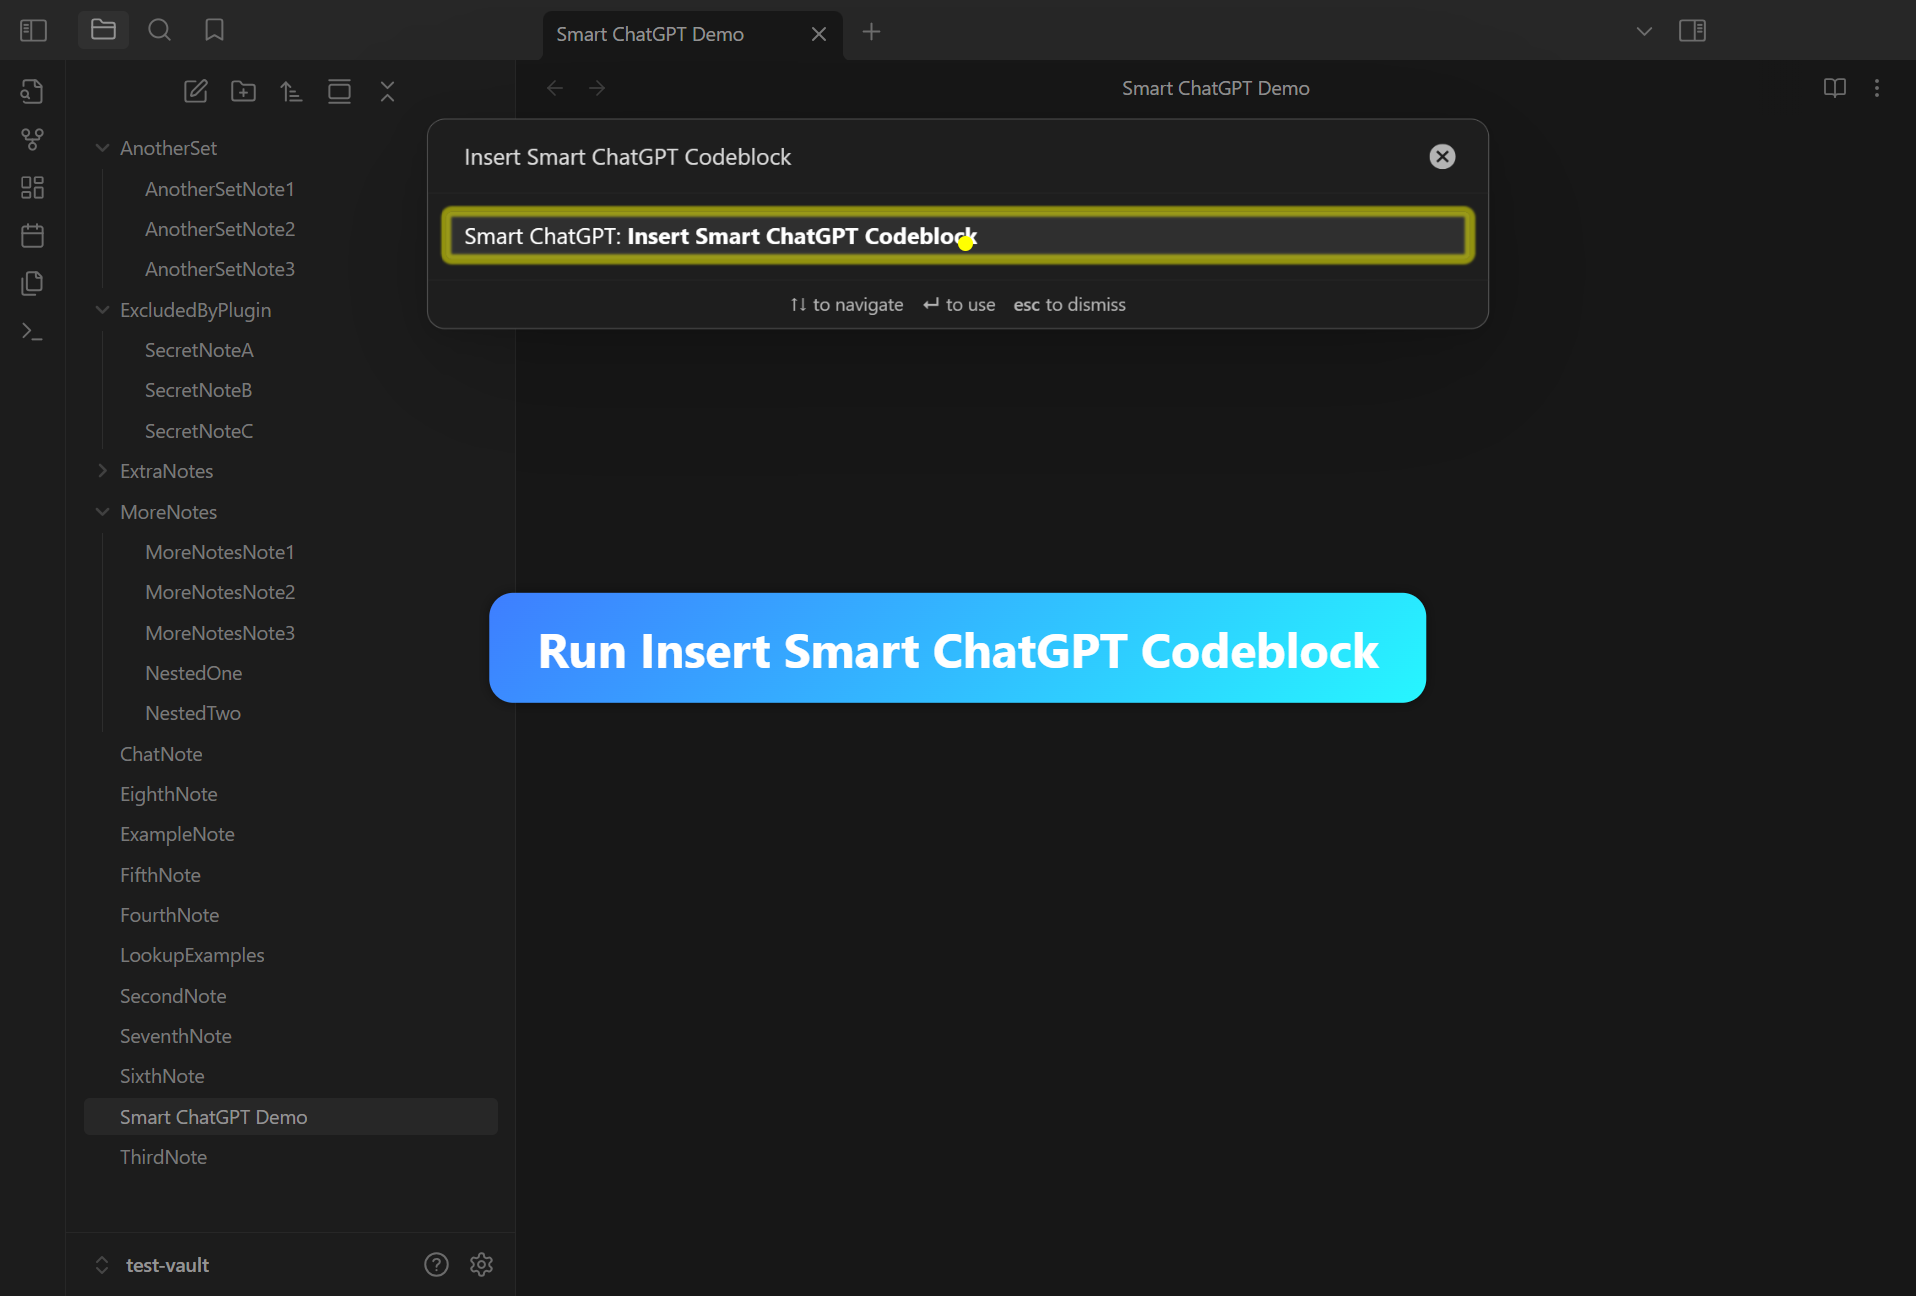 Smart ChatGPT Demo
Smart ChatGPT Demo
Insert Smart ChatGPT Codeblock
Smart ChatGPT: Insert Smart ChatGPT Codeblock
↑↓ to navigate ↵ to use esc to dismiss
Run Insert Smart ChatGPT Codeblock
AnotherSet
AnotherSetNote1
AnotherSetNote2
AnotherSetNote3
ExcludedByPlugin
SecretNoteA
SecretNoteB
SecretNoteC
ExtraNotes
MoreNotes
MoreNotesNote1
MoreNotesNote2
MoreNotesNote3
NestedOne
NestedTwo
ChatNote
EighthNote
ExampleNote
FifthNote
FourthNote
LookupExamples
SecondNote
SeventhNote
SixthNote
Smart ChatGPT Demo
ThirdNote
test-vault